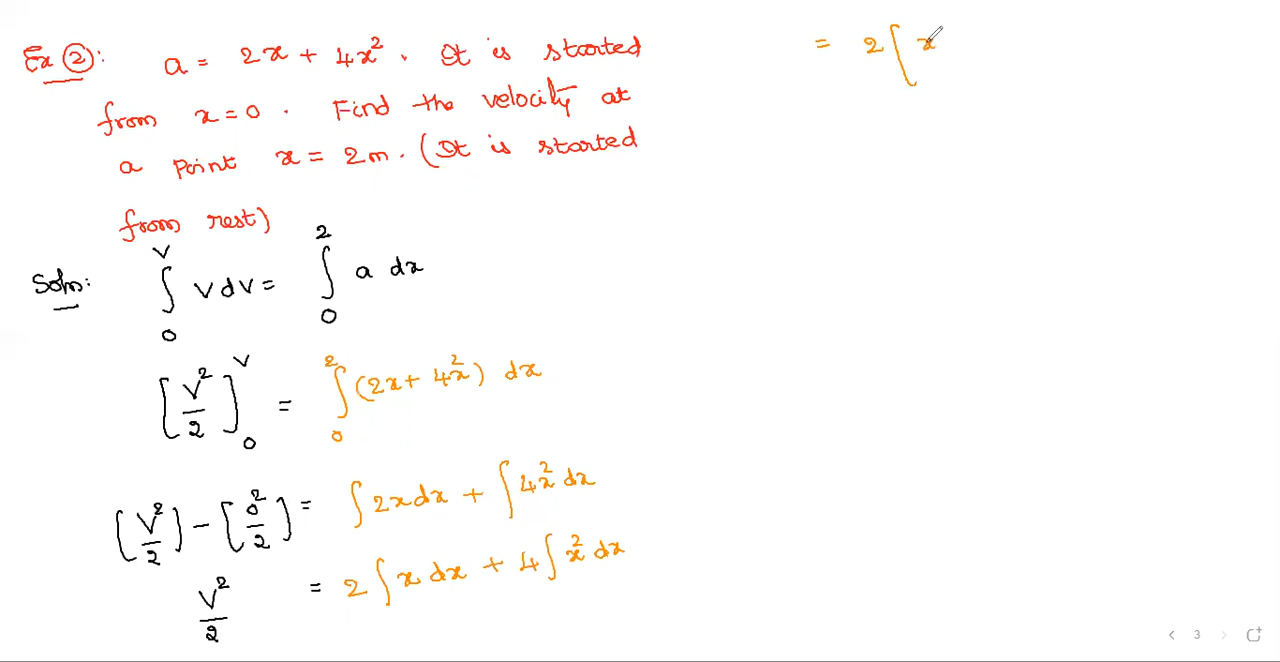 Ex ②: a = 2x + 4x². It is started
from x = 0. Find the velocity at
a point x = 2m. (It is started
from rest)
Soln: ∫₀ⱽ V dV = ∫₀² a dx
[V²/2]₀ⱽ = ∫₀² (2x + 4x²) dx
[V²/2] - [0²/2] = ∫ 2x dx + ∫ 4x² dx
V²/2 = 2 ∫ x dx + 4 ∫ x² dx
= 2 [ x
3